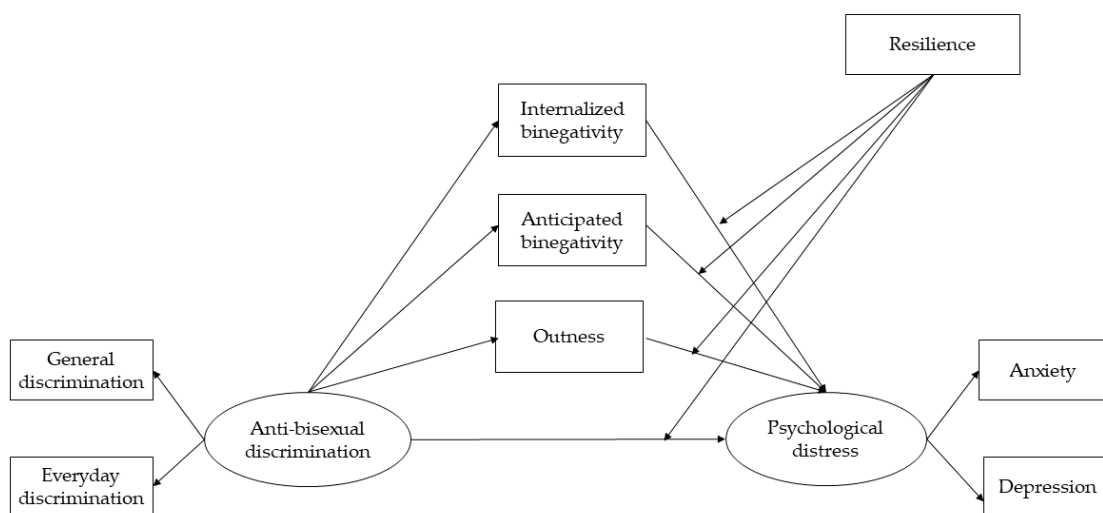 Resilience
Internalized
binegativity
Anticipated
binegativity
Outness
General
discrimination
Everyday
discrimination
Anti-bisexual
discrimination
Psychological
distress
Anxiety
Depression